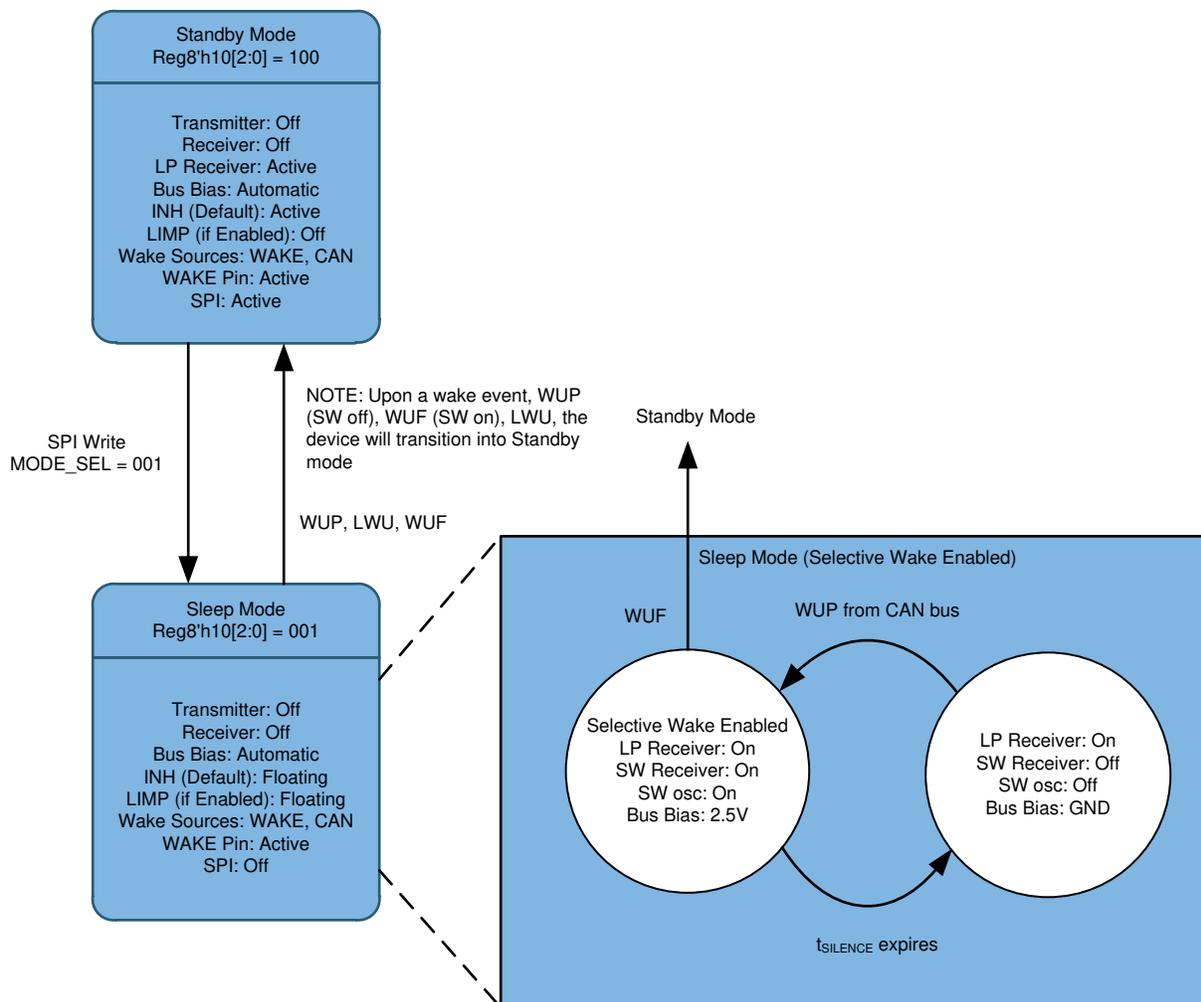 Standby Mode
Reg8'h10[2:0] = 100
Transmitter: Off
Receiver: Off
LP Receiver: Active
Bus Bias: Automatic
INH (Default): Active
LIMP (if Enabled): Off
Wake Sources: WAKE, CAN
WAKE Pin: Active
SPI: Active
SPI Write
MODE_SEL = 001
NOTE: Upon a wake event, WUP
(SW off), WUF (SW on), LWU, the
device will transition into Standby
mode
WUP, LWU, WUF
Standby Mode
Sleep Mode
Reg8'h10[2:0] = 001
Transmitter: Off
Receiver: Off
Bus Bias: Automatic
INH (Default): Floating
LIMP (if Enabled): Floating
Wake Sources: WAKE, CAN
WAKE Pin: Active
SPI: Off
Sleep Mode (Selective Wake Enabled)
WUF
WUP from CAN bus
Selective Wake Enabled
LP Receiver: On
SW Receiver: On
SW osc: On
Bus Bias: 2.5V
LP Receiver: On
SW Receiver: Off
SW osc: Off
Bus Bias: GND
tSILENCE expires